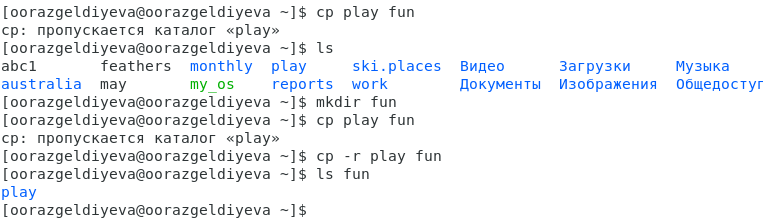 [oorazgeldiyeva@oorazgeldiyeva ~]$ cp play fun
cp: пропускается каталог «play»
[oorazgeldiyeva@oorazgeldiyeva ~]$ ls
abc1 feathers monthly play ski.places Видео Загрузки Музыка
australia may my_os reports work Документы Изображения Общедоступ
[oorazgeldiyeva@oorazgeldiyeva ~]$ mkdir fun
[oorazgeldiyeva@oorazgeldiyeva ~]$ cp play fun
cp: пропускается каталог «play»
[oorazgeldiyeva@oorazgeldiyeva ~]$ cp -r play fun
[oorazgeldiyeva@oorazgeldiyeva ~]$ ls fun
play
[oorazgeldiyeva@oorazgeldiyeva ~]$